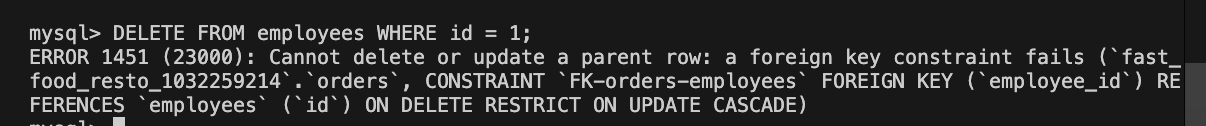 mysql> DELETE FROM employees WHERE id = 1;
ERROR 1451 (23000): Cannot delete or update a parent row: a foreign key constraint fails (`fast_
food_resto_1032259214`.`orders`, CONSTRAINT `FK-orders-employees` FOREIGN KEY (`employee_id`) RE
FERENCES `employees` (`id`) ON DELETE RESTRICT ON UPDATE CASCADE)
mysql>